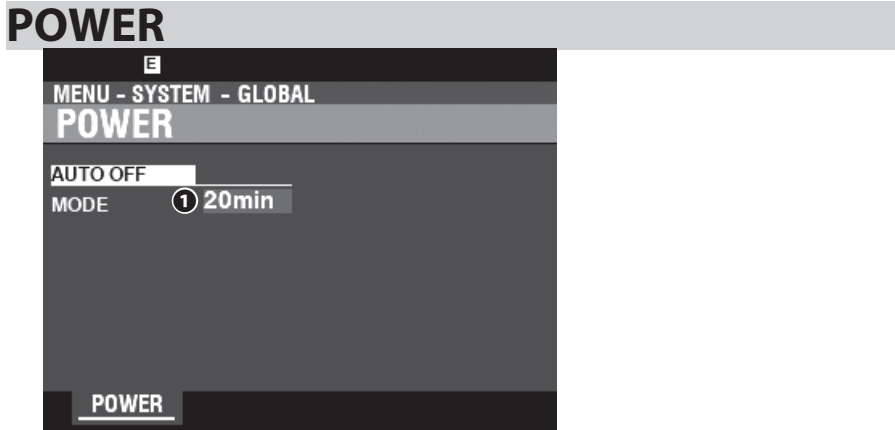 POWER
E
MENU - SYSTEM - GLOBAL
POWER
AUTO OFF
MODE 1 20min
POWER